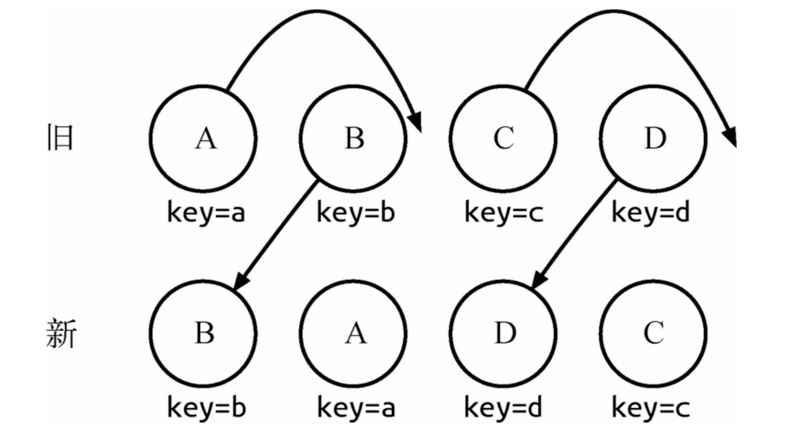 旧 A B C D
key=a key=b key=c key=d
新 B A D C
key=b key=a key=d key=c